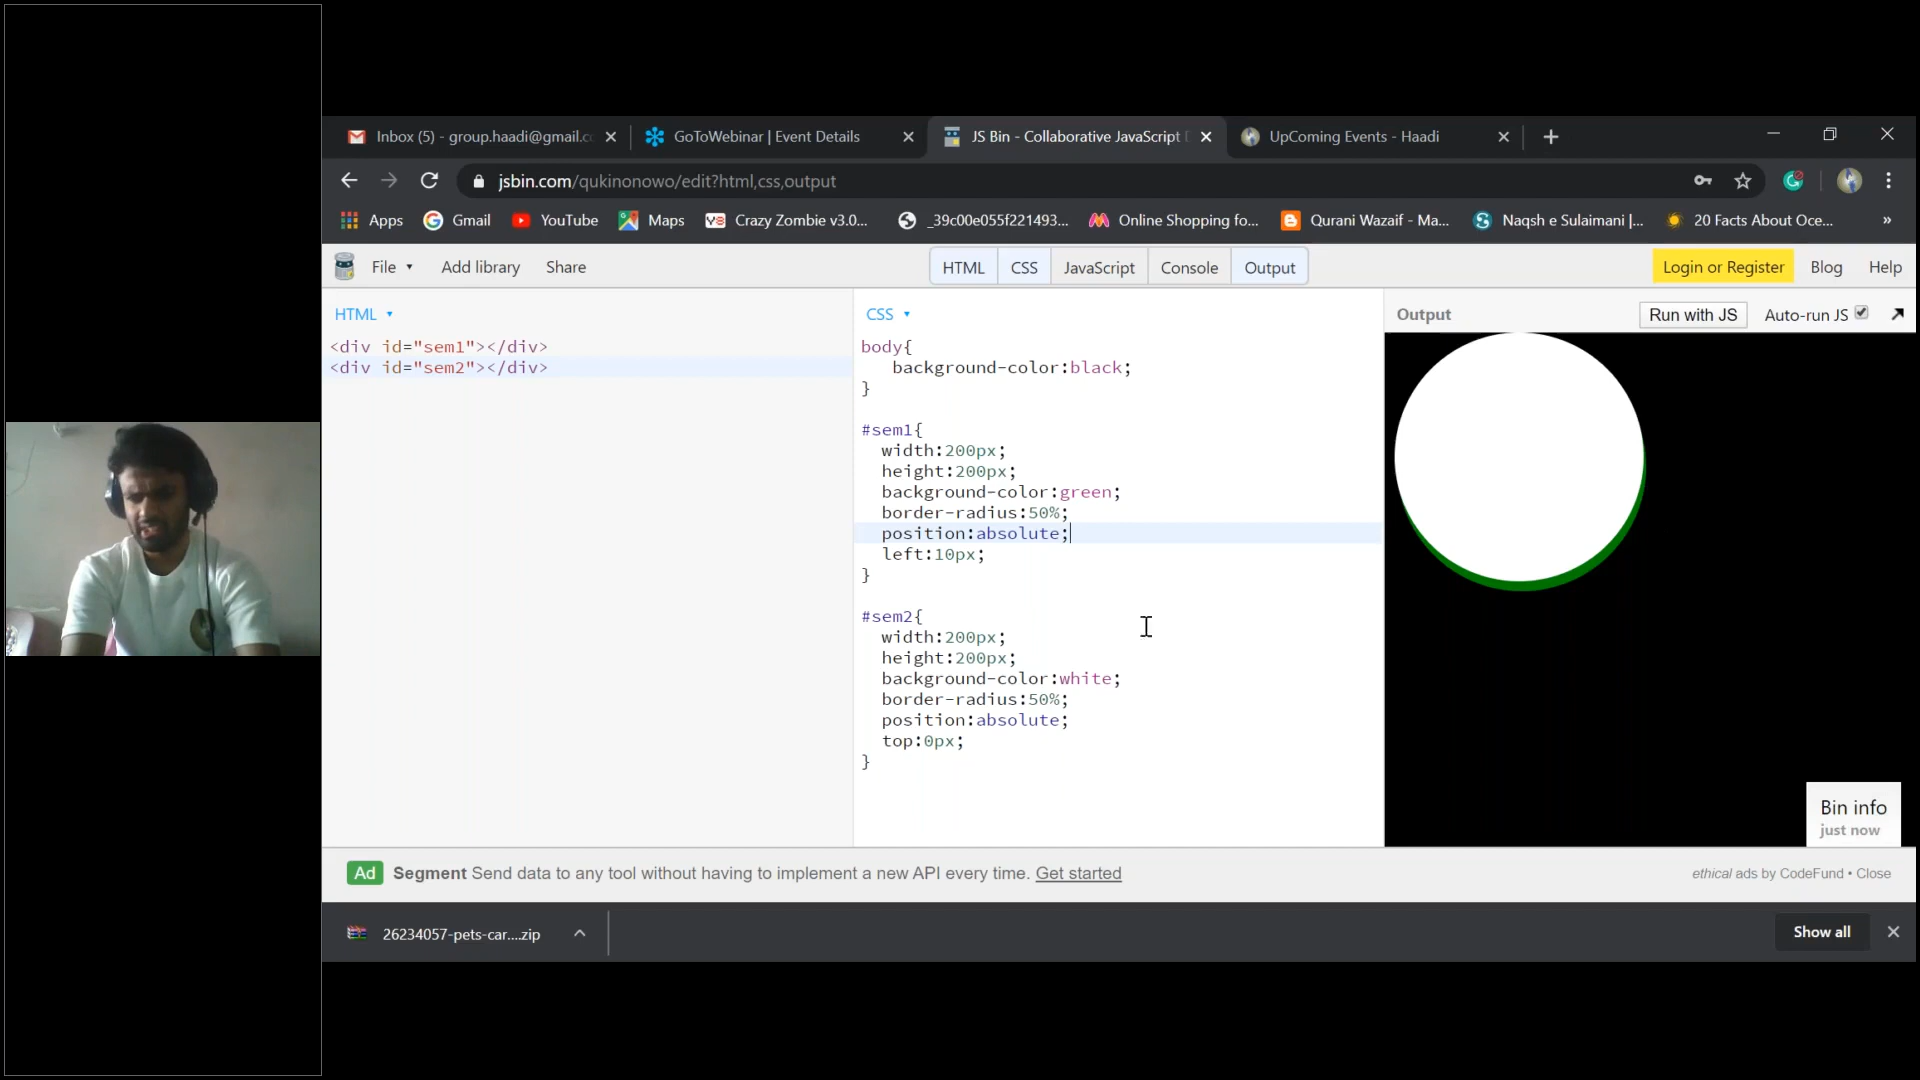 Inbox (5) - group.haadi@gmail.c
GoToWebinar | Event Details
JS Bin - Collaborative JavaScript
UpComing Events - Haadi
jsbin.com/qukinonowo/edit?html,css,output
Apps
Gmail
YouTube
Maps
Crazy Zombie v3.0...
_39c00e055f221493...
Online Shopping fo...
Qurani Wazaif - Ma...
Naqsh e Sulaimani |...
20 Facts About Oce...
»
File
Add library
Share
HTML
CSS
JavaScript
Console
Output
Login or Register
Blog
Help
HTML
<div id="sem1"></div>
<div id="sem2"></div>
CSS
body{
background-color:black;
}
#sem1{
width:200px;
height:200px;
background-color:green;
border-radius:50%;
position:absolute;
left:10px;
}
#sem2{
width:200px;
height:200px;
background-color:white;
border-radius:50%;
position:absolute;
top:0px;
}
Output
Run with JS
Auto-run JS
Bin info
just now
Ad
Segment Send data to any tool without having to implement a new API every time. Get started
ethical ads by CodeFund • Close
26234057-pets-car....zip
Show all